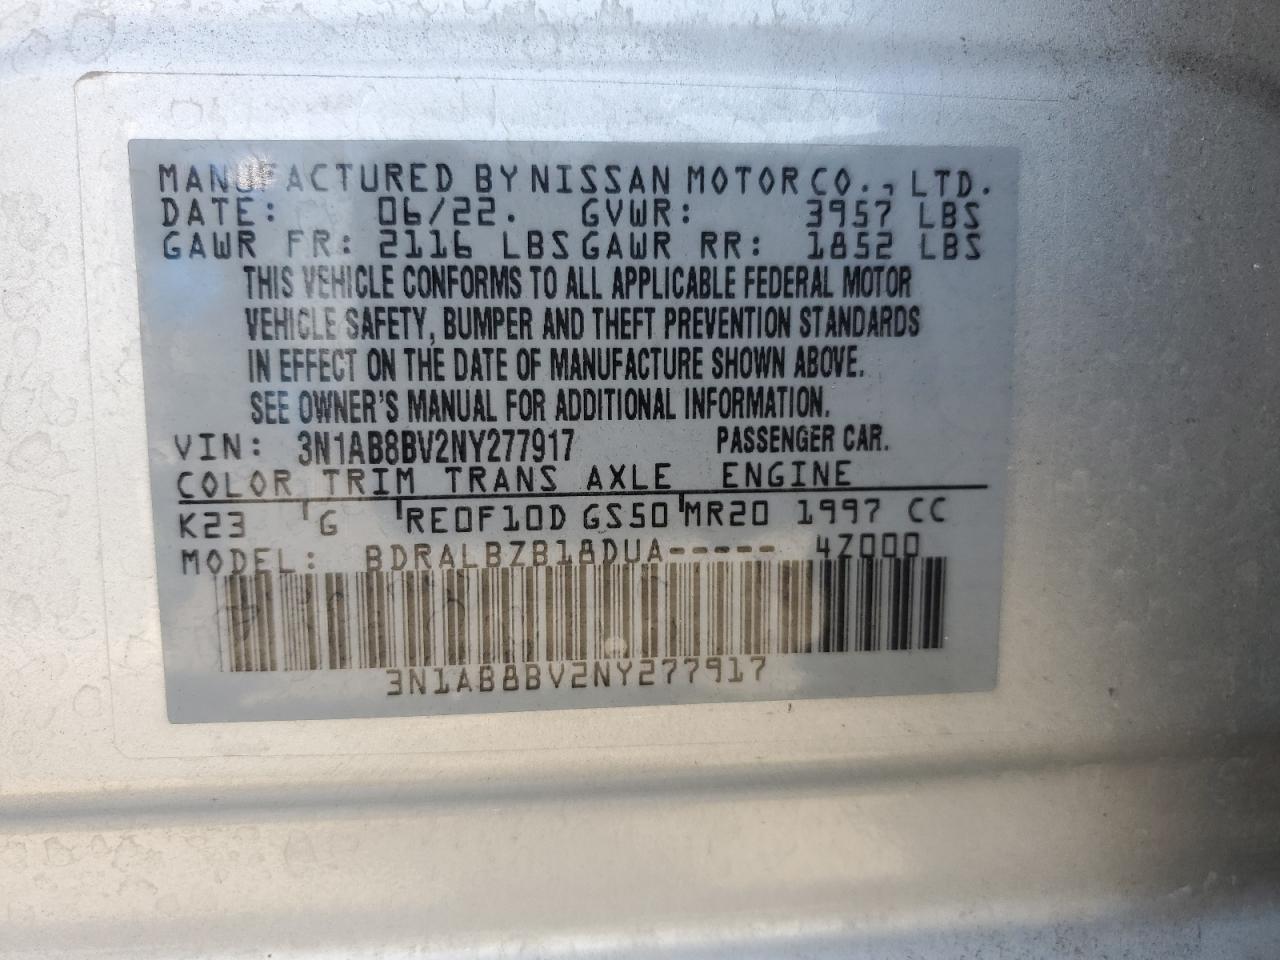 MANUFACTURED BY NISSAN MOTOR CO., LTD.
DATE: 06/22. GVWR: 3957 LBS
GAWR FR: 2116 LBS GAWR RR: 1852 LBS
THIS VEHICLE CONFORMS TO ALL APPLICABLE FEDERAL MOTOR
VEHICLE SAFETY, BUMPER AND THEFT PREVENTION STANDARDS
IN EFFECT ON THE DATE OF MANUFACTURE SHOWN ABOVE.
SEE OWNER'S MANUAL FOR ADDITIONAL INFORMATION.
VIN: 3N1AB8BV2NY277917 PASSENGER CAR.
COLOR TRIM TRANS AXLE ENGINE
K23 G RE0F10D GS50 MR20 1997 CC
MODEL: BDRALBZB18DUA----- 4Z000
3N1AB8BV2NY277917